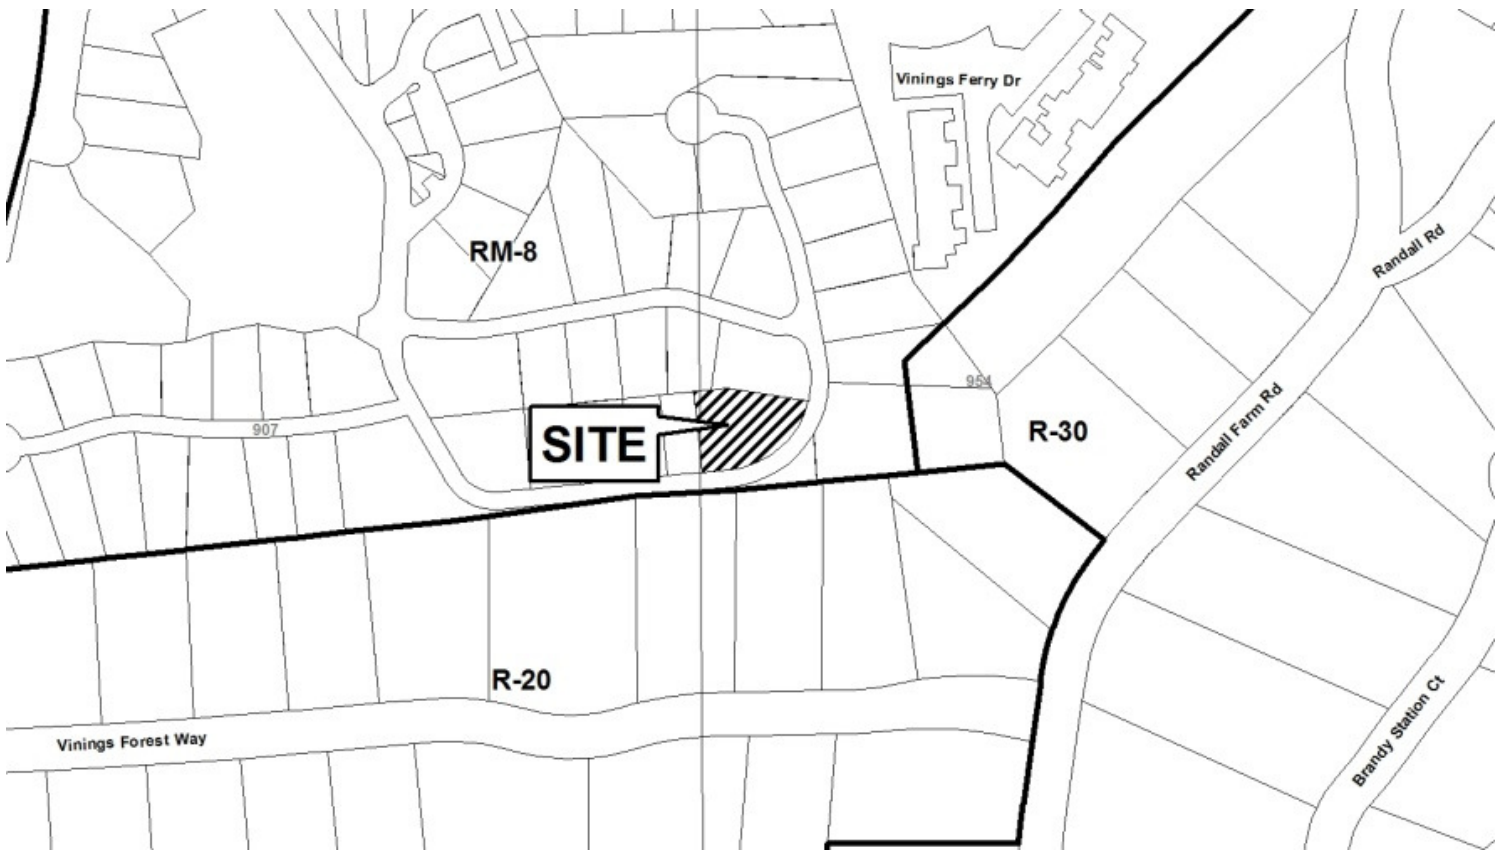 Vinings Ferry Dr
Randall Rd
RM-8
954
Randall Farm Rd
907
SITE
R-30
R-20
Vinings Forest Way
Brandy Station Ct